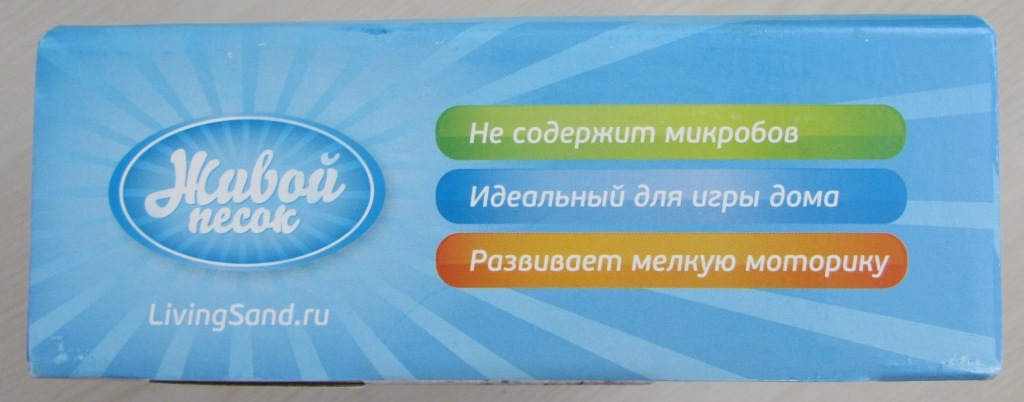 Живой
песок
LivingSand.ru
Не содержит микробов
Идеальный для игры дома
Развивает мелкую моторику